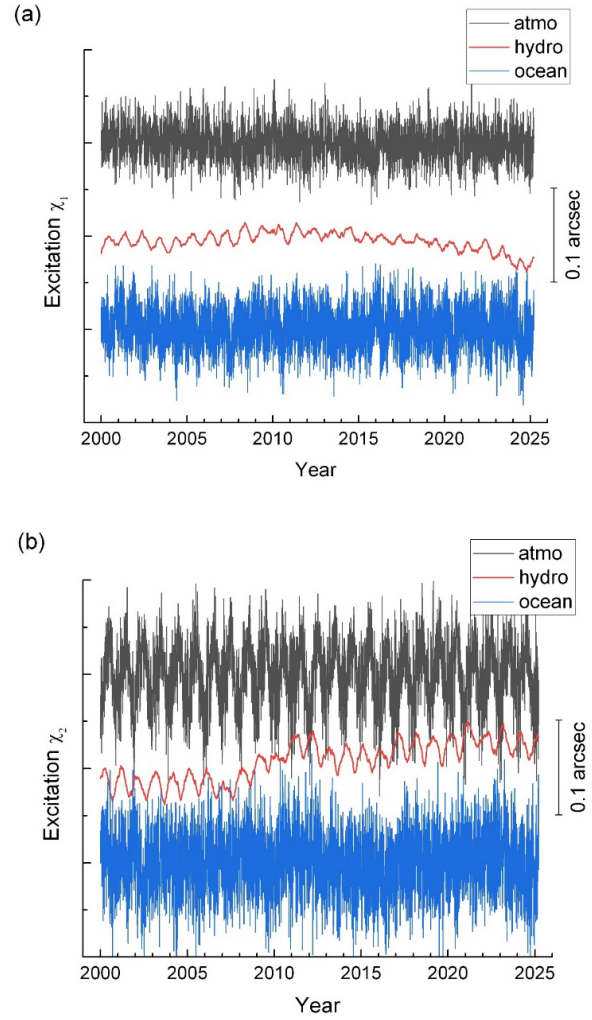 (a)
atmo
hydro
ocean
Excitation χ₁
0.1 arcsec
2000 2005 2010 2015 2020 2025
Year
(b)
atmo
hydro
ocean
Excitation χ₂
0.1 arcsec
2000 2005 2010 2015 2020 2025
Year